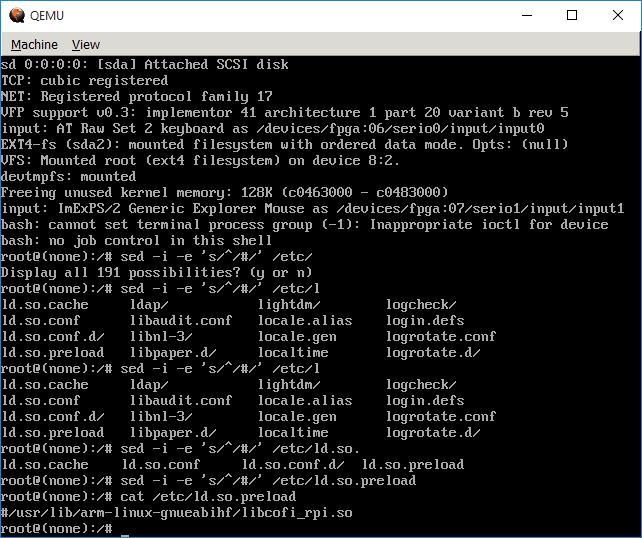 QEMU
Machine View
sd 0:0:0:0: [sda] Attached SCSI disk
TCP: cubic registered
NET: Registered protocol family 17
VFP support v0.3: implementor 41 architecture 1 part 20 variant b rev 5
input: AT Raw Set 2 keyboard as /devices/fpga:06/serio0/input/input0
EXT4-fs (sda2): mounted filesystem with ordered data mode. Opts: (null)
VFS: Mounted root (ext4 filesystem) on device 8:2.
devtmpfs: mounted
Freeing unused kernel memory: 128K (c0463000 - c0483000)
input: ImExPS/2 Generic Explorer Mouse as /devices/fpga:07/serio1/input/input1
bash: cannot set terminal process group (-1): Inappropriate ioctl for device
bash: no job control in this shell
root@(none):/# sed -i -e 's/^/#/' /etc/
Display all 191 possibilities? (y or n)
root@(none):/# sed -i -e 's/^/#/' /etc/l
ld.so.cache ldap/ lightdm/ logcheck/
ld.so.conf libaudit.conf locale.alias login.defs
ld.so.conf.d/ libnl-3/ locale.gen logrotate.conf
ld.so.preload libpaper.d/ localtime logrotate.d/
root@(none):/# sed -i -e 's/^/#/' /etc/l
ld.so.cache ldap/ lightdm/ logcheck/
ld.so.conf libaudit.conf locale.alias login.defs
ld.so.conf.d/ libnl-3/ locale.gen logrotate.conf
ld.so.preload libpaper.d/ localtime logrotate.d/
root@(none):/# sed -i -e 's/^/#/' /etc/ld.so.
ld.so.cache ld.so.conf ld.so.conf.d/ ld.so.preload
root@(none):/# sed -i -e 's/^/#/' /etc/ld.so.preload
root@(none):/# cat /etc/ld.so.preload
#/usr/lib/arm-linux-gnueabihf/libcofi_rpi.so
root@(none):/# _